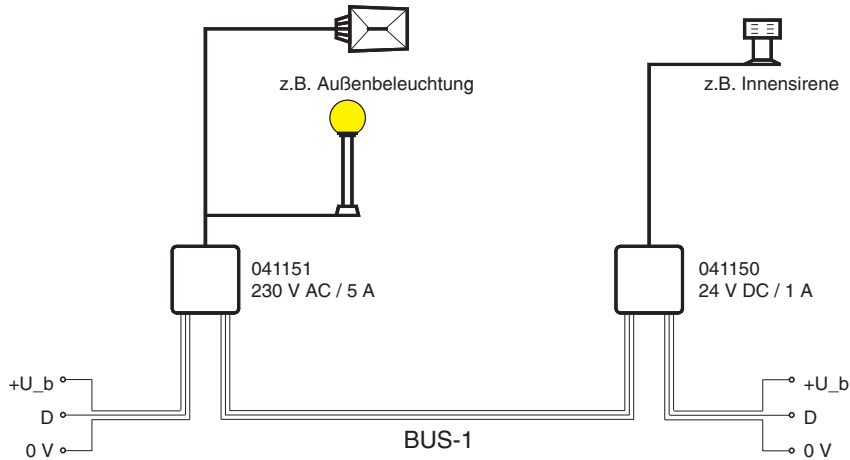 z.B. Außenbeleuchtung
z.B. Innensirene
041151
230 V AC / 5 A
041150
24 V DC / 1 A
+U_b
D
0 V
BUS-1
+U_b
D
0 V